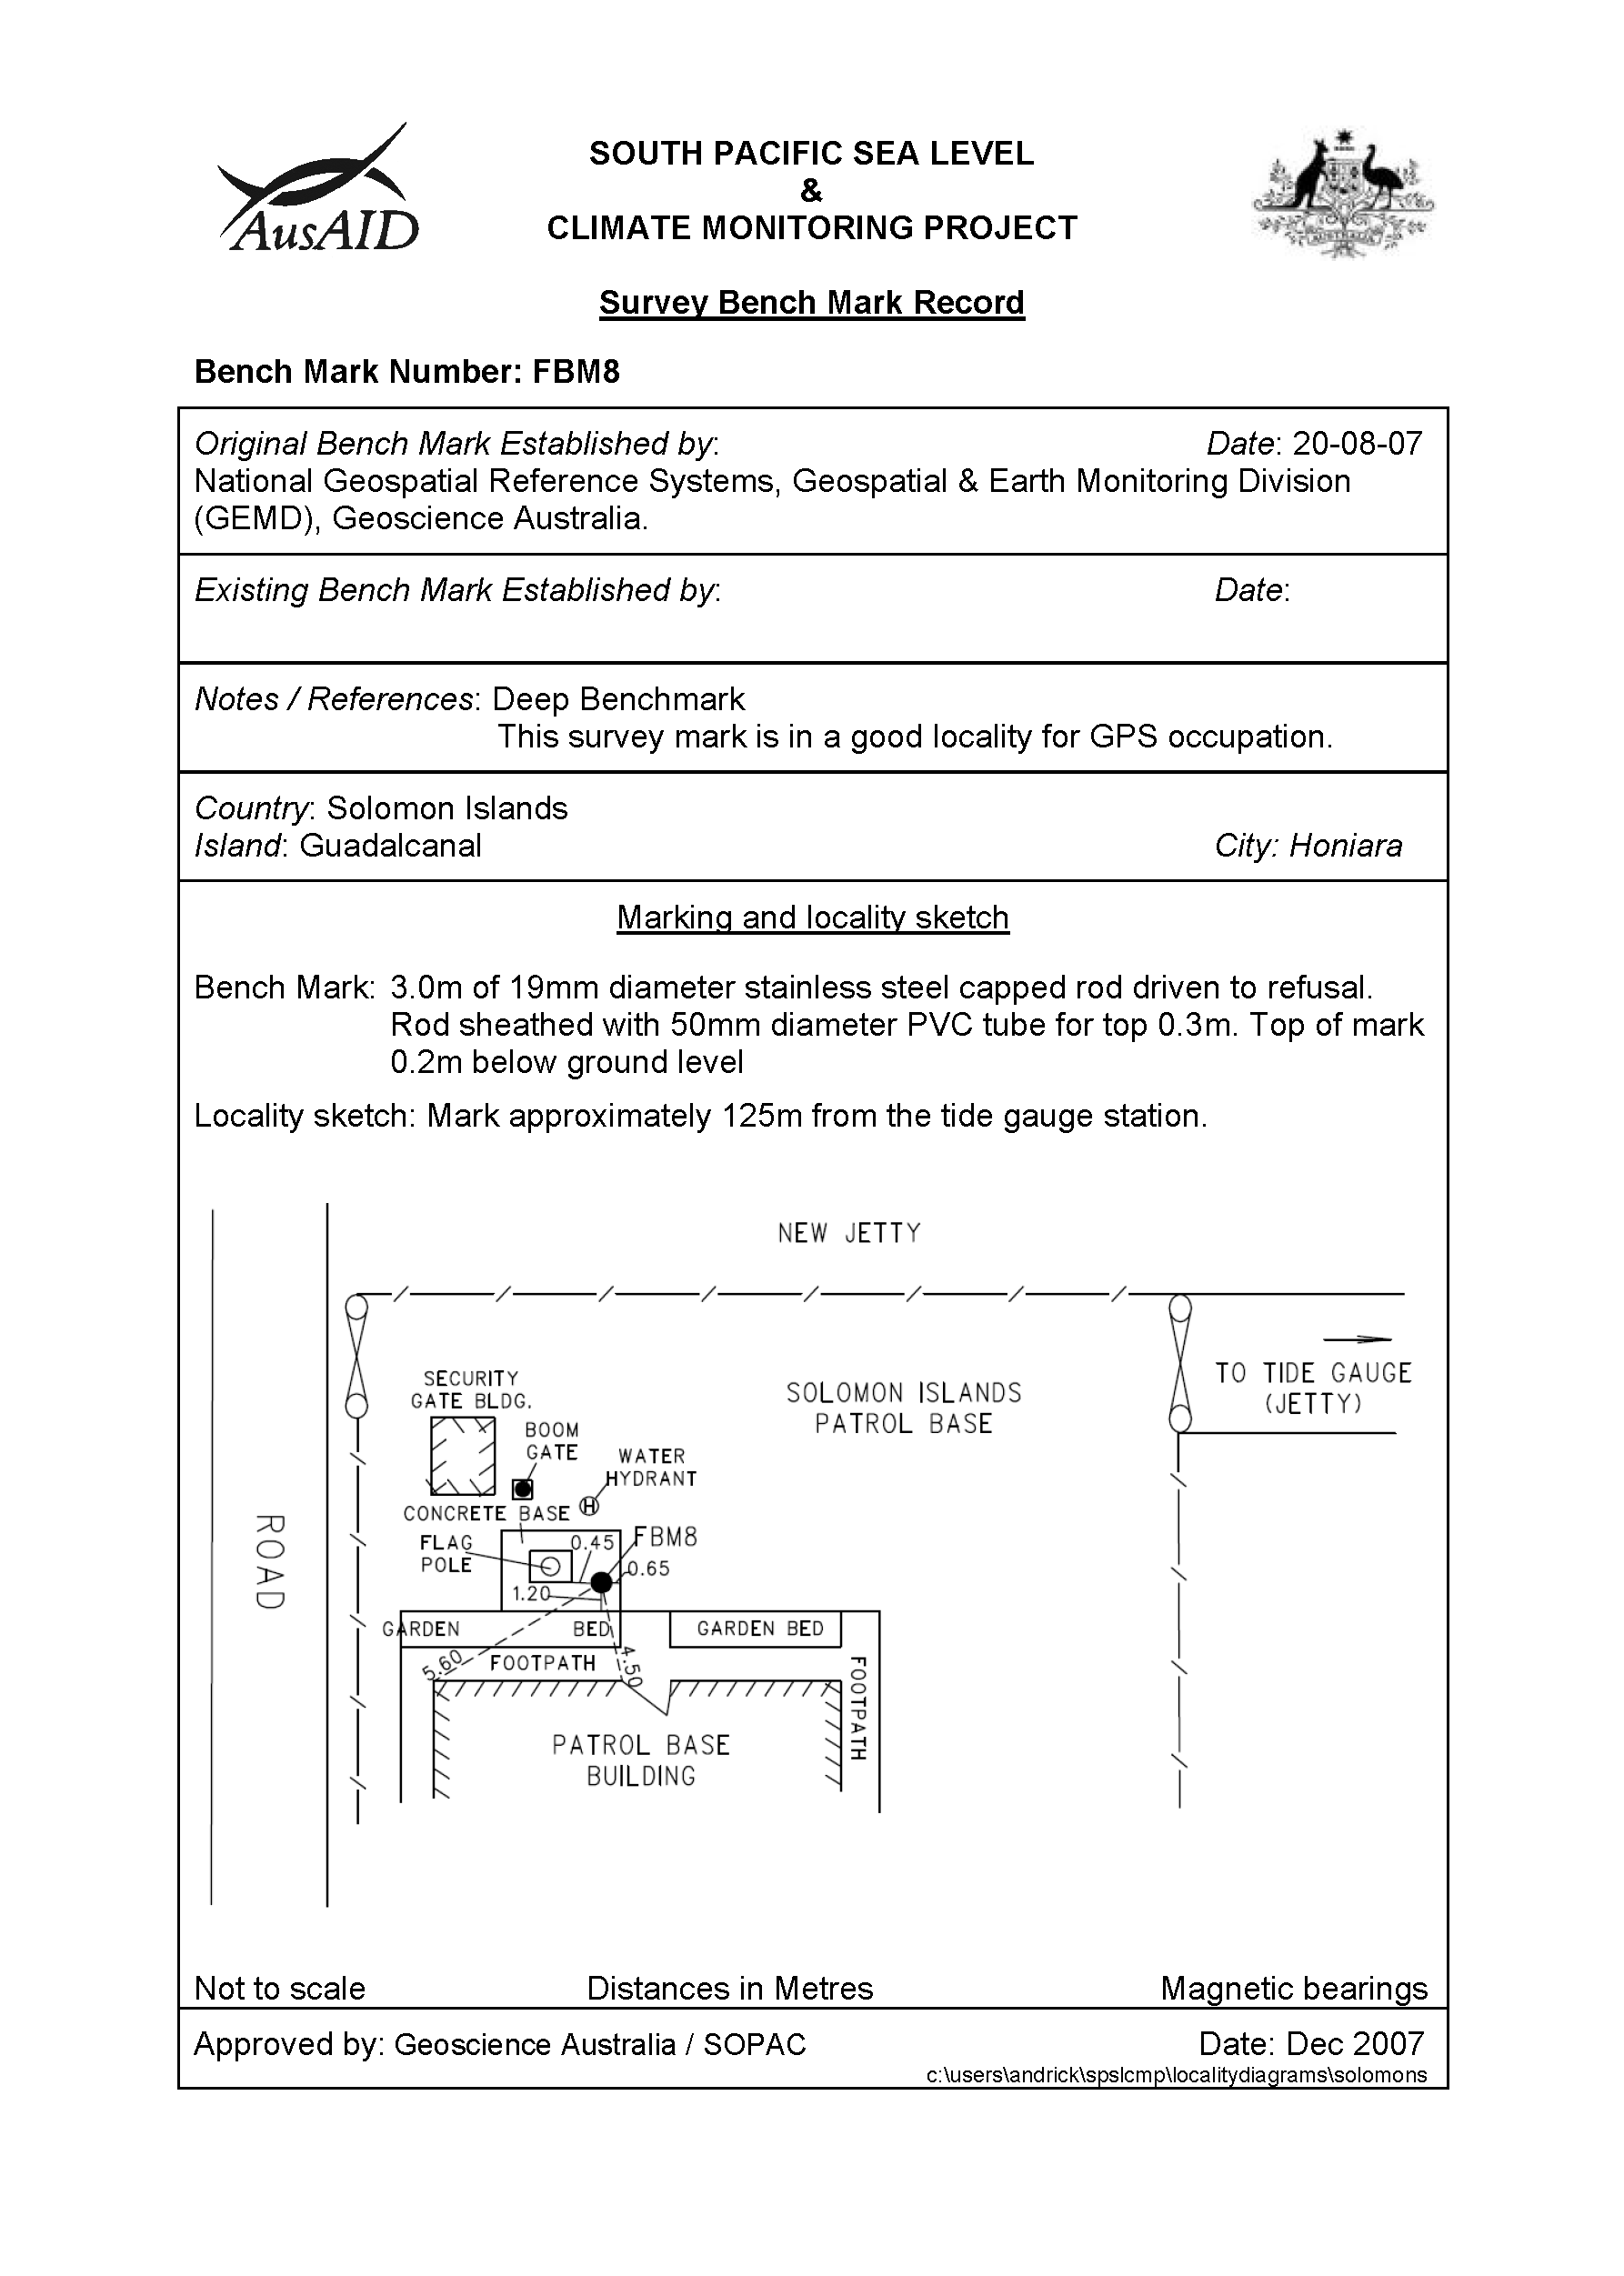 AusAID
SOUTH PACIFIC SEA LEVEL
&
CLIMATE MONITORING PROJECT
AUSTRALIA
Survey Bench Mark Record
Bench Mark Number: FBM8
Original Bench Mark Established by: Date: 20-08-07
National Geospatial Reference Systems, Geospatial & Earth Monitoring Division
(GEMD), Geoscience Australia.
Existing Bench Mark Established by: Date:
Notes / References: Deep Benchmark
This survey mark is in a good locality for GPS occupation.
Country: Solomon Islands
Island: Guadalcanal City: Honiara
Marking and locality sketch
Bench Mark: 3.0m of 19mm diameter stainless steel capped rod driven to refusal.
Rod sheathed with 50mm diameter PVC tube for top 0.3m. Top of mark
0.2m below ground level
Locality sketch: Mark approximately 125m from the tide gauge station.
NEW JETTY
SECURITY
GATE BLDG.
SOLOMON ISLANDS
PATROL BASE
TO TIDE GAUGE
(JETTY)
BOOM
GATE
WATER
HYDRANT
H
CONCRETE BASE
FLAG
POLE
0.45
FBM8
0.65
1.20
ROAD
GARDEN BED
GARDEN BED
5.60
FOOTPATH
4.50
FOOTPATH
PATROL BASE
BUILDING
Not to scale Distances in Metres Magnetic bearings
Approved by: Geoscience Australia / SOPAC Date: Dec 2007
c:\users\andrick\spslcmp\localitydiagrams\solomons